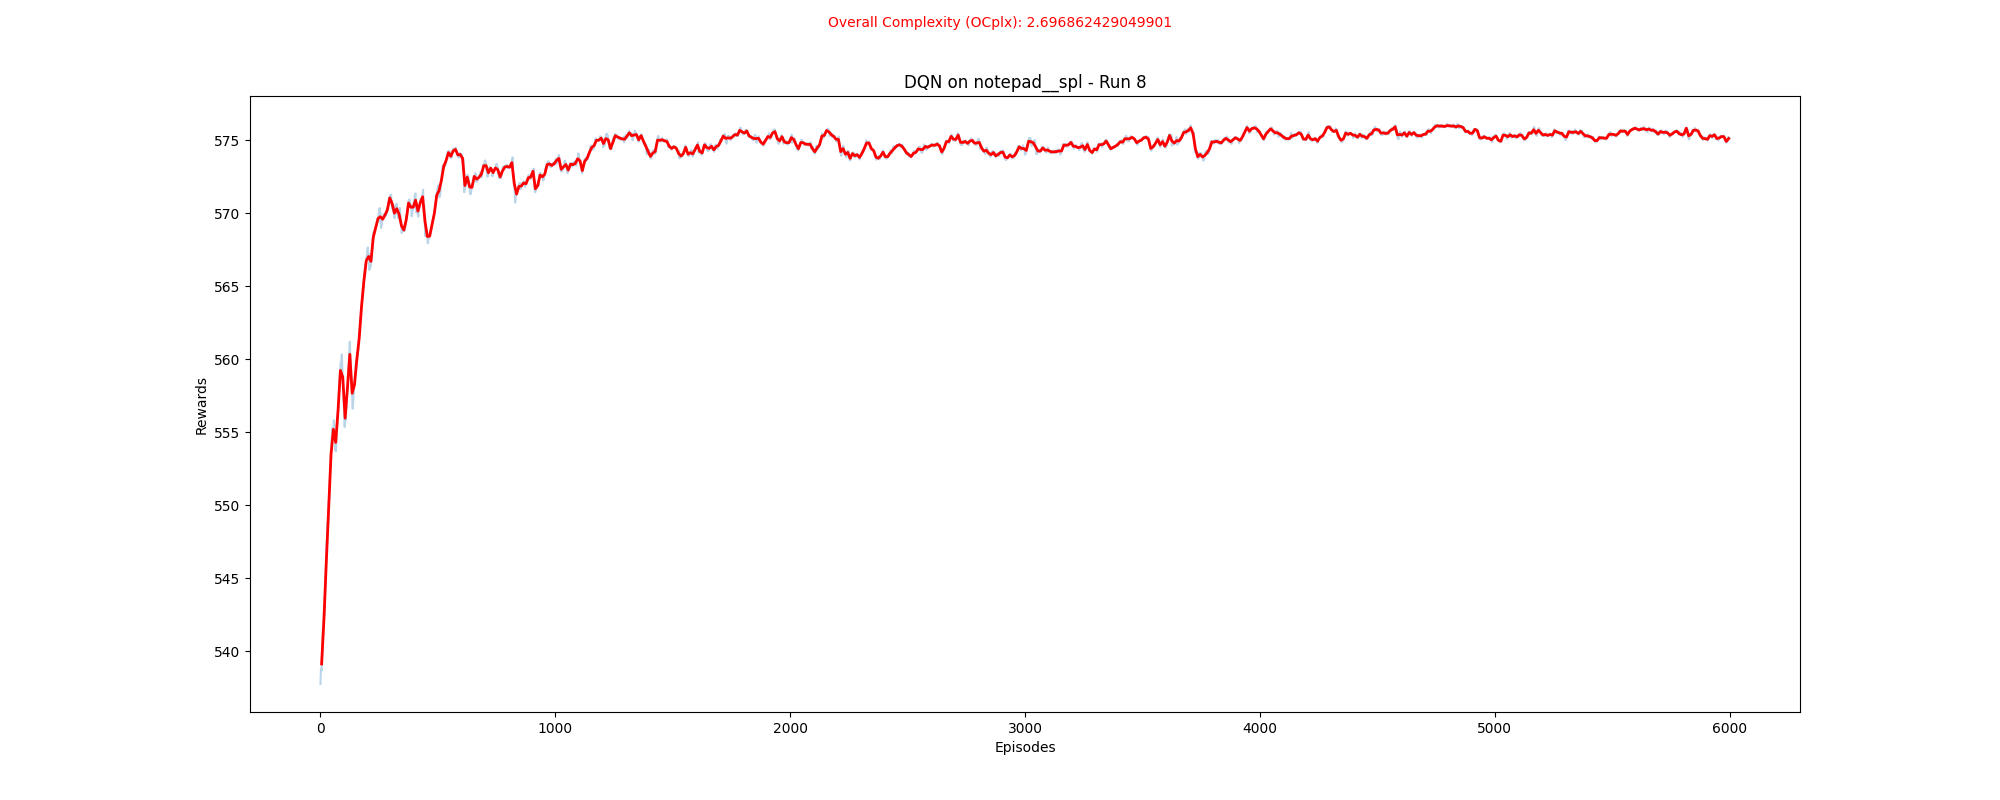 Overall Complexity (OCplx): 2.696862429049901
DQN on notepad__spl - Run 8
575
570
565
560
555
550
545
540
Rewards
0 1000 2000 3000 4000 5000 6000
Episodes